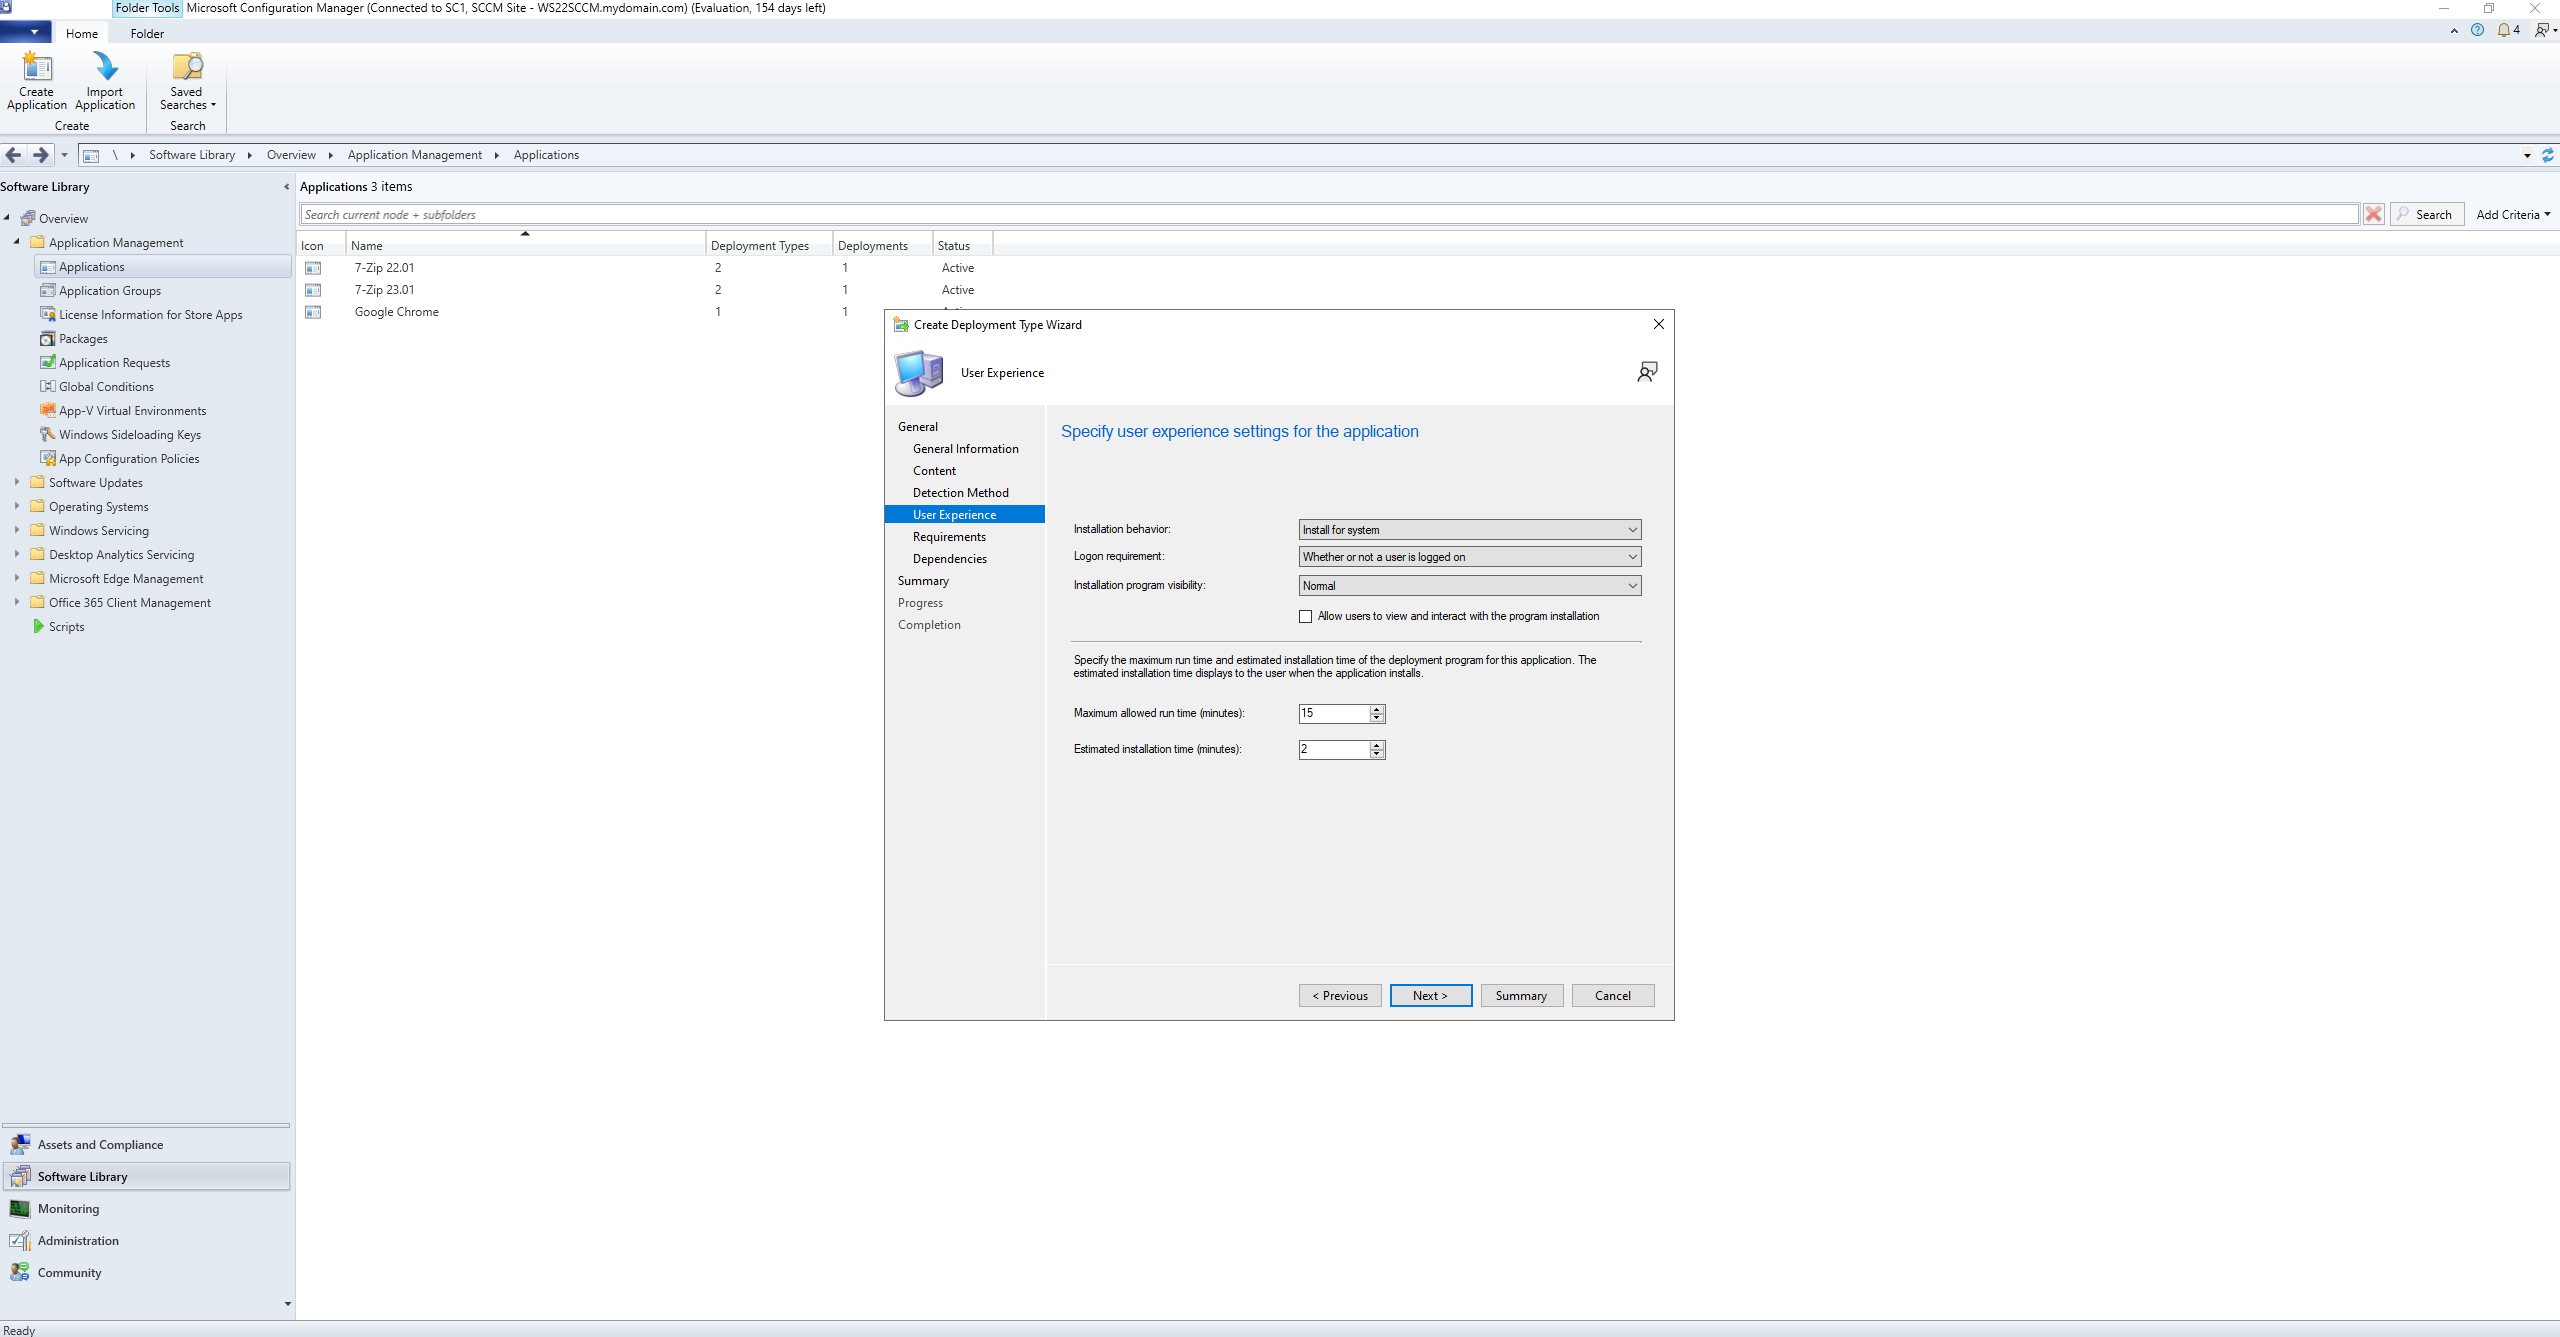 Folder Tools Microsoft Configuration Manager (Connected to SC1, SCCM Site - WS22SCCM.mydomain.com) (Evaluation, 154 days left)
Home Folder
4
Create Application
Import Application
Saved Searches
Create
Search
\ Software Library Overview Application Management Applications
Software Library
Overview
Application Management
Applications
Application Groups
License Information for Store Apps
Packages
Application Requests
Global Conditions
App-V Virtual Environments
Windows Sideloading Keys
App Configuration Policies
Software Updates
Operating Systems
Windows Servicing
Desktop Analytics Servicing
Microsoft Edge Management
Office 365 Client Management
Scripts
Assets and Compliance
Software Library
Monitoring
Administration
Community
Ready
Applications 3 items
Search current node + subfolders
Search Add Criteria
Icon Name Deployment Types Deployments Status
7-Zip 22.01 2 1 Active
7-Zip 23.01 2 1 Active
Google Chrome 1 1
Create Deployment Type Wizard
User Experience
General
General Information
Content
Detection Method
User Experience
Requirements
Dependencies
Summary
Progress
Completion
Specify user experience settings for the application
Installation behavior: Install for system
Logon requirement: Whether or not a user is logged on
Installation program visibility: Normal
Allow users to view and interact with the program installation
Specify the maximum run time and estimated installation time of the deployment program for this application. The
estimated installation time displays to the user when the application installs.
Maximum allowed run time (minutes): 15
Estimated installation time (minutes): 2
< Previous Next > Summary Cancel